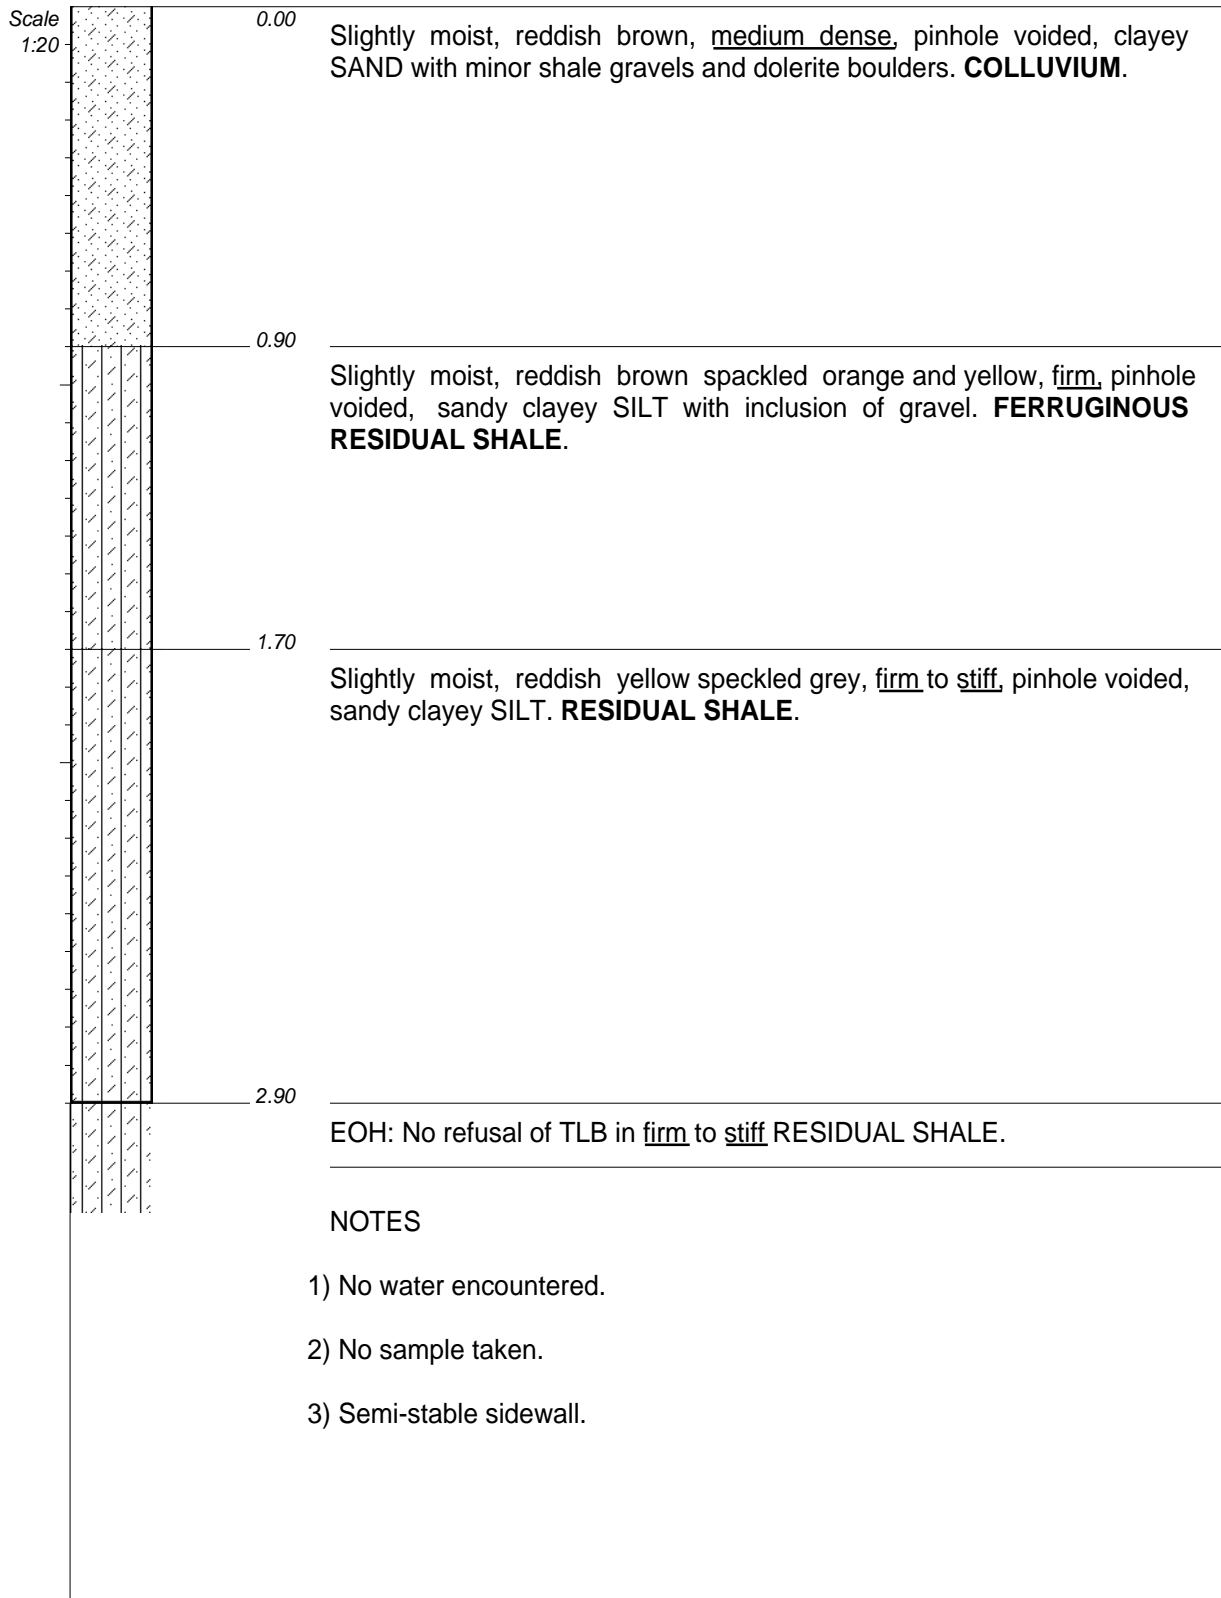 Scale
1:20
0.00
Slightly moist, reddish brown, medium dense, pinhole voided, clayey
SAND with minor shale gravels and dolerite boulders. COLLUVIUM.
0.90
Slightly moist, reddish brown spackled orange and yellow, firm, pinhole
voided, sandy clayey SILT with inclusion of gravel. FERRUGINOUS
RESIDUAL SHALE.
1.70
Slightly moist, reddish yellow speckled grey, firm to stiff, pinhole voided,
sandy clayey SILT. RESIDUAL SHALE.
2.90
EOH: No refusal of TLB in firm to stiff RESIDUAL SHALE.
NOTES
1) No water encountered.
2) No sample taken.
3) Semi-stable sidewall.